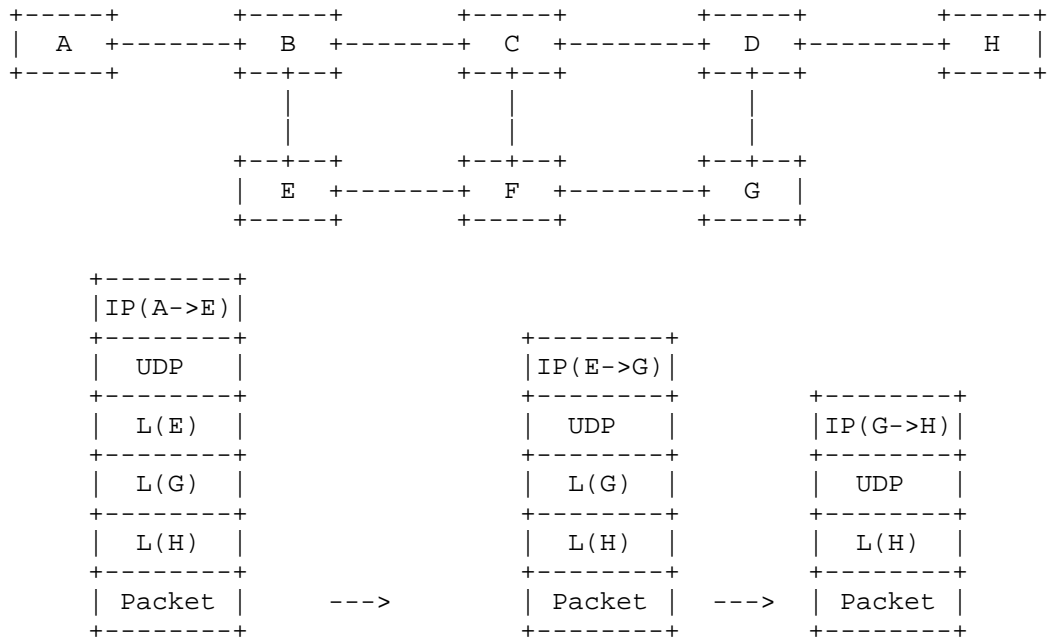 A B C D H
E F G
IP(A->E)
UDP IP(E->G)
L(E) UDP IP(G->H)
L(G) L(G) UDP
L(H) L(H) L(H)
Packet ---> Packet ---> Packet